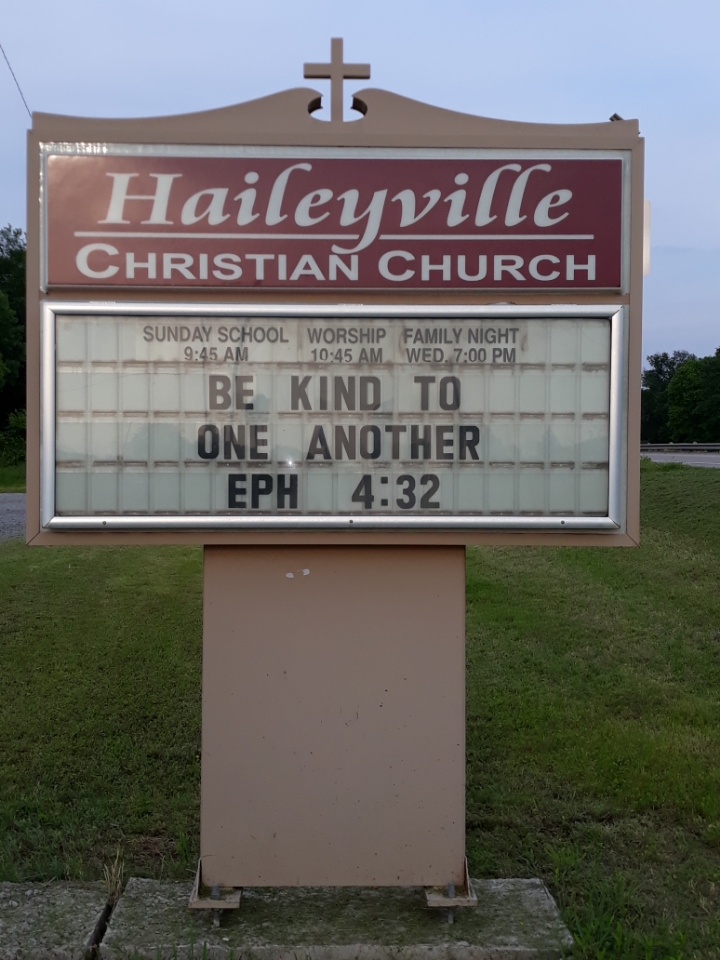 Haileyville
CHRISTIAN CHURCH
SUNDAY SCHOOL WORSHIP FAMILY NIGHT
9:45 AM 10:45 AM WED. 7:00 PM
BE KIND TO
ONE ANOTHER
EPH 4:32